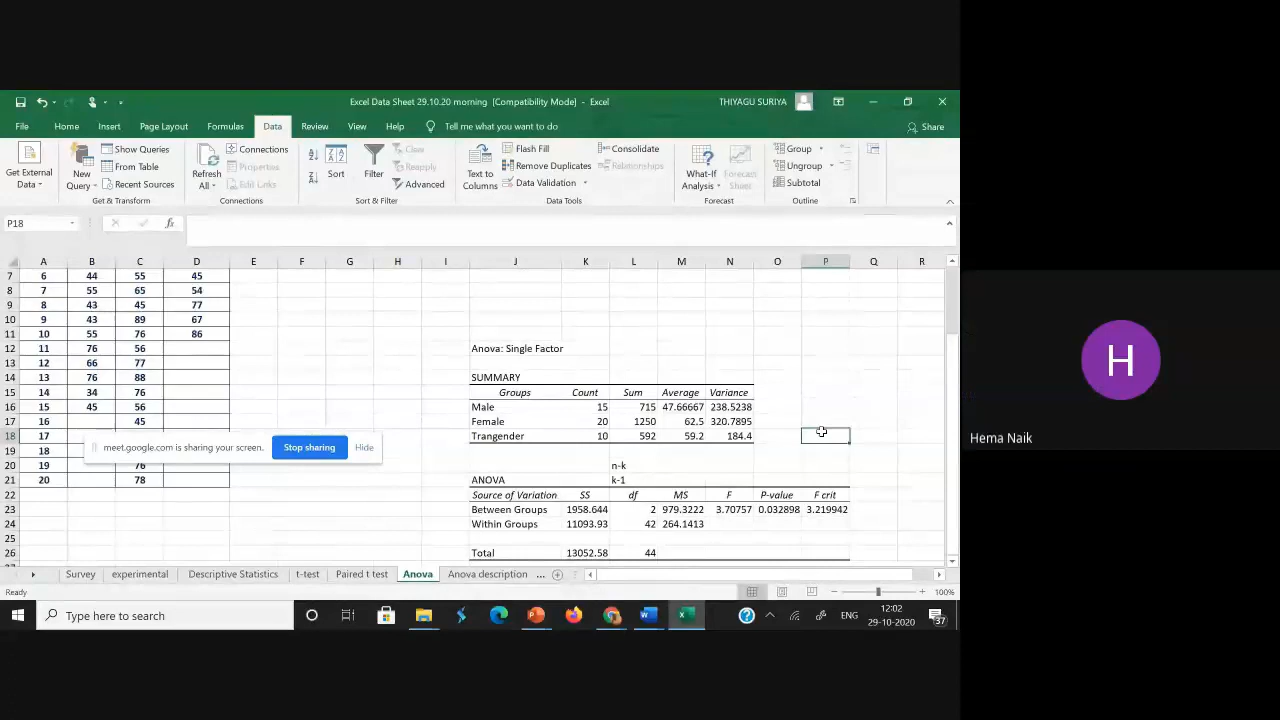 Excel Data Sheet 29.10.20 morning [Compatibility Mode] - Excel
THIYAGU SURIYA
File Home Insert Page Layout Formulas Data Review View Help Tell me what you want to do Share
Get External Data
New Query
Show Queries
From Table
Recent Sources
Get & Transform
Refresh All
Connections
Properties
Edit Links
Connections
Sort
Filter
Clear
Reapply
Advanced
Sort & Filter
Text to Columns
Flash Fill
Remove Duplicates
Data Validation
Consolidate
Relationships
Data Tools
What-If Analysis
Forecast Sheet
Forecast
Group
Ungroup
Subtotal
Outline
P18 fx
A B C D E F G H I J K L M N O P Q R
7 6 44 55 45
8 7 55 65 54
9 8 43 45 77
10 9 43 89 67
11 10 55 76 86
12 11 76 56 Anova: Single Factor
13 12 66 77
14 13 76 88 SUMMARY
15 14 34 76 Groups Count Sum Average Variance
16 15 45 56 Male 15 715 47.66667 238.5238
17 16 45 Female 20 1250 62.5 320.7895
18 17 Trangender 10 592 59.2 184.4
meet.google.com is sharing your screen. Stop sharing Hide
19 18
20 19 76 n-k
21 20 78 ANOVA k-1
22 Source of Variation SS df MS F P-value F crit
23 Between Groups 1958.644 2 979.3222 3.70757 0.032898 3.219942
24 Within Groups 11093.93 42 264.1413
25
26 Total 13052.58 44
Survey experimental Descriptive Statistics t-test Paired t test Anova Anova description ...
Ready 100%
Type here to search
ENG
12:02
29-10-2020
37
H
Hema Naik